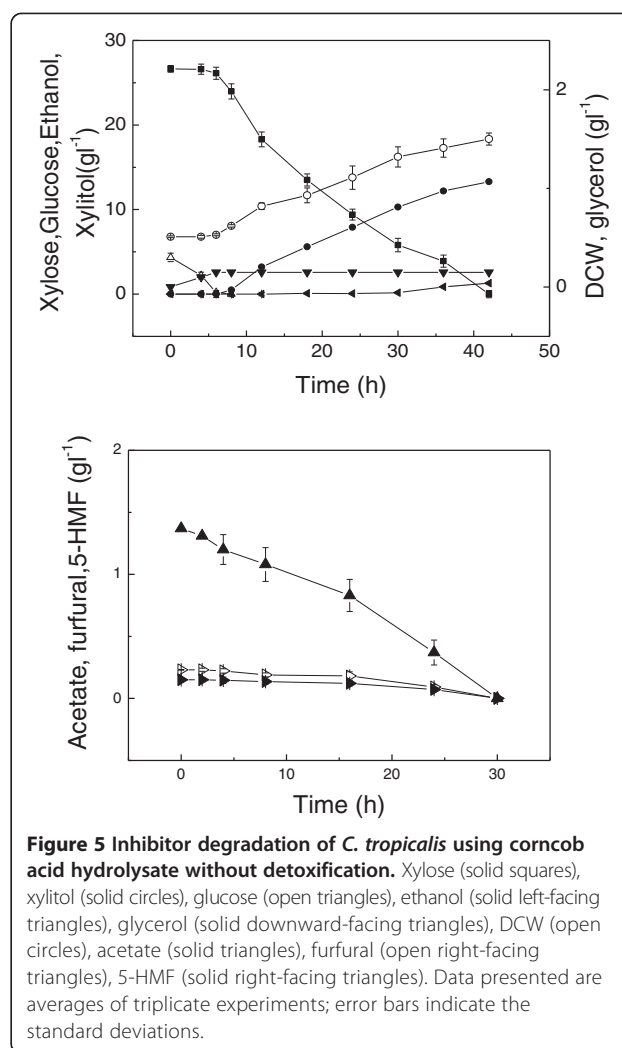 30
20
10
0
Xylose,Glucose,Ethanol,
Xylitol(gl⁻¹)
2
1
0
DCW, glycerol (gl⁻¹)
0 10 20 30 40 50
Time (h)
2
1
0
Acetate, furfural,5-HMF (gl⁻¹)
0 10 20 30
Time (h)
Figure 5 Inhibitor degradation of C. tropicalis using corncob
acid hydrolysate without detoxification. Xylose (solid squares),
xylitol (solid circles), glucose (open triangles), ethanol (solid left-facing
triangles), glycerol (solid downward-facing triangles), DCW (open
circles), acetate (solid triangles), furfural (open right-facing
triangles), 5-HMF (solid right-facing triangles). Data presented are
averages of triplicate experiments; error bars indicate the
standard deviations.